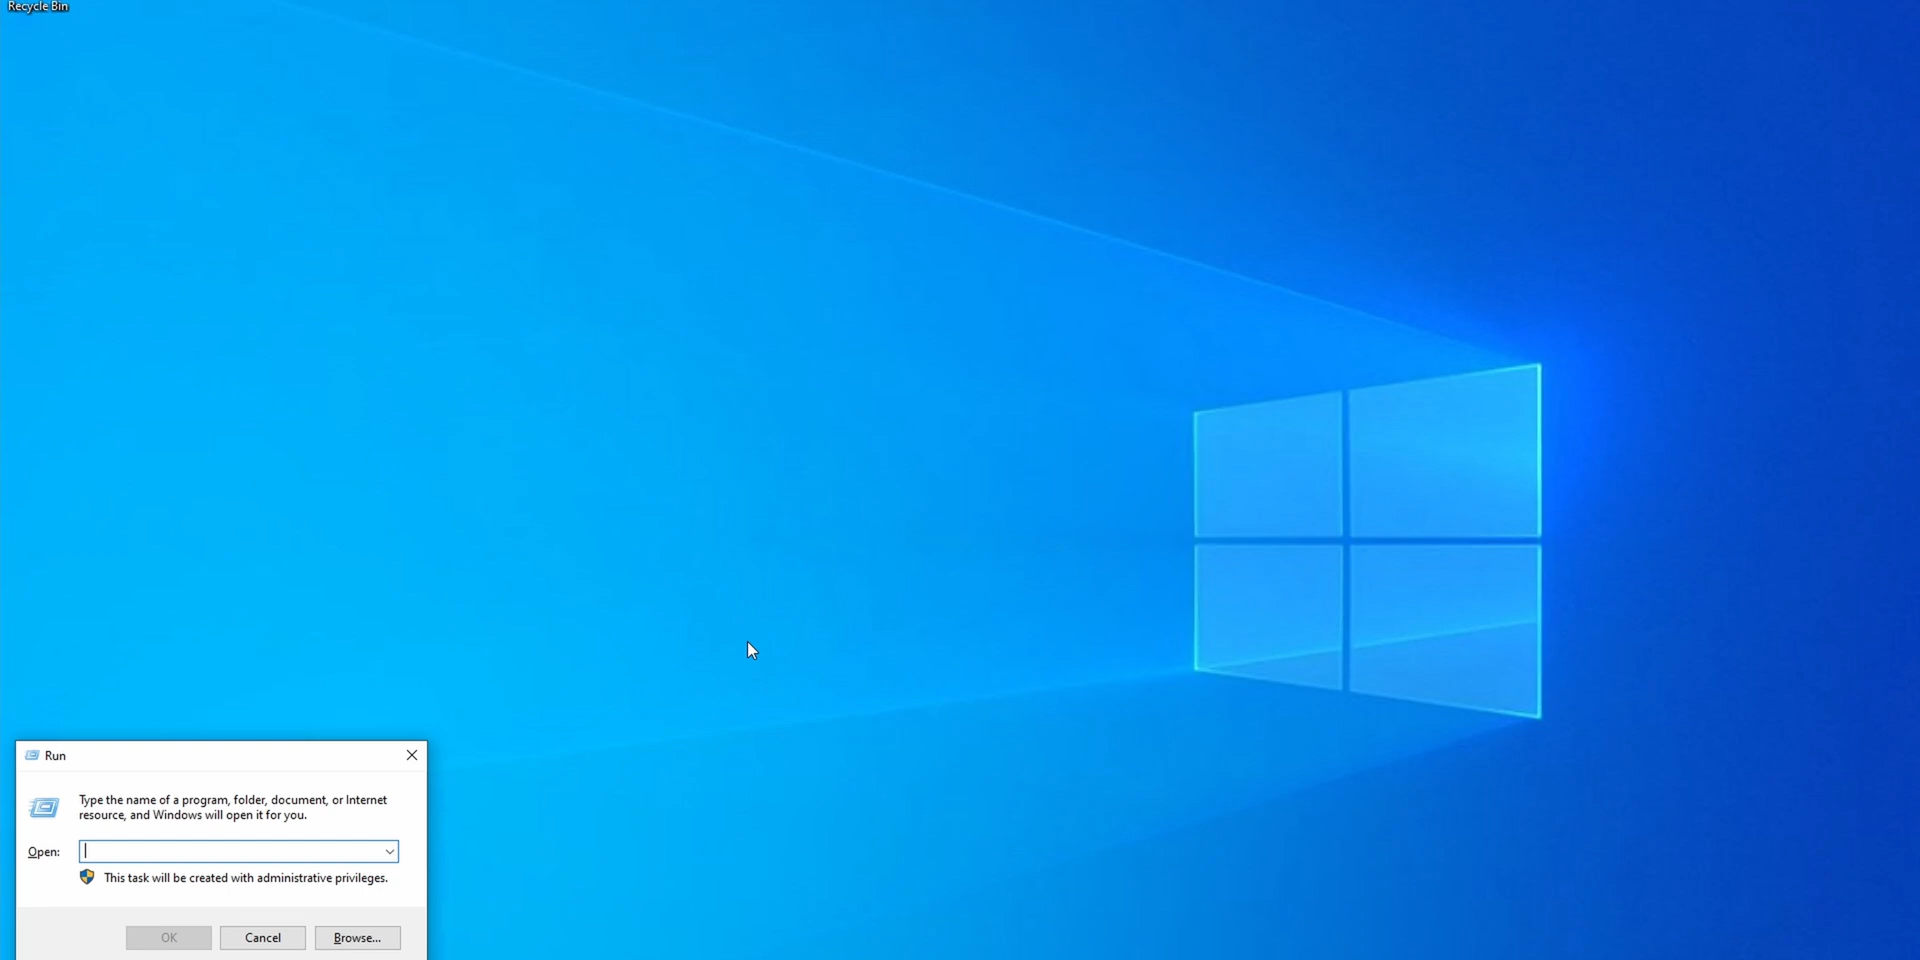 Recycle Bin
Run
Type the name of a program, folder, document, or Internet
resource, and Windows will open it for you.
Open:
This task will be created with administrative privileges.
OK
Cancel
Browse...